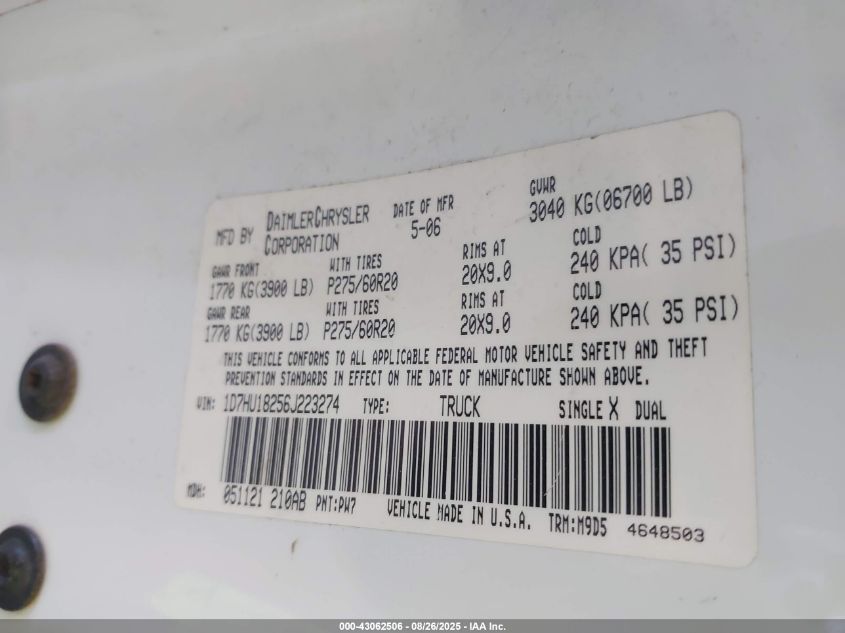 MFD BY DAIMLERCHRYSLER CORPORATION DATE OF MFR 5-06 GVWR 3040 KG(06700 LB)
GAWR FRONT WITH TIRES RIMS AT COLD
1770 KG(3900 LB) P275/60R20 20X9.0 240 KPA( 35 PSI)
GAWR REAR WITH TIRES RIMS AT COLD
1770 KG(3900 LB) P275/60R20 20X9.0 240 KPA( 35 PSI)
THIS VEHICLE CONFORMS TO ALL APPLICABLE FEDERAL MOTOR VEHICLE SAFETY AND THEFT
PREVENTION STANDARDS IN EFFECT ON THE DATE OF MANUFACTURE SHOWN ABOVE.
VIN: 1D7HU18256J223274 TYPE: TRUCK SINGLE X DUAL
MDH: 051121 210AB PNT:PW7 VEHICLE MADE IN U.S.A. TRM:M9D5 4648503
000-43062506 - 08/26/2025 - IAA Inc.